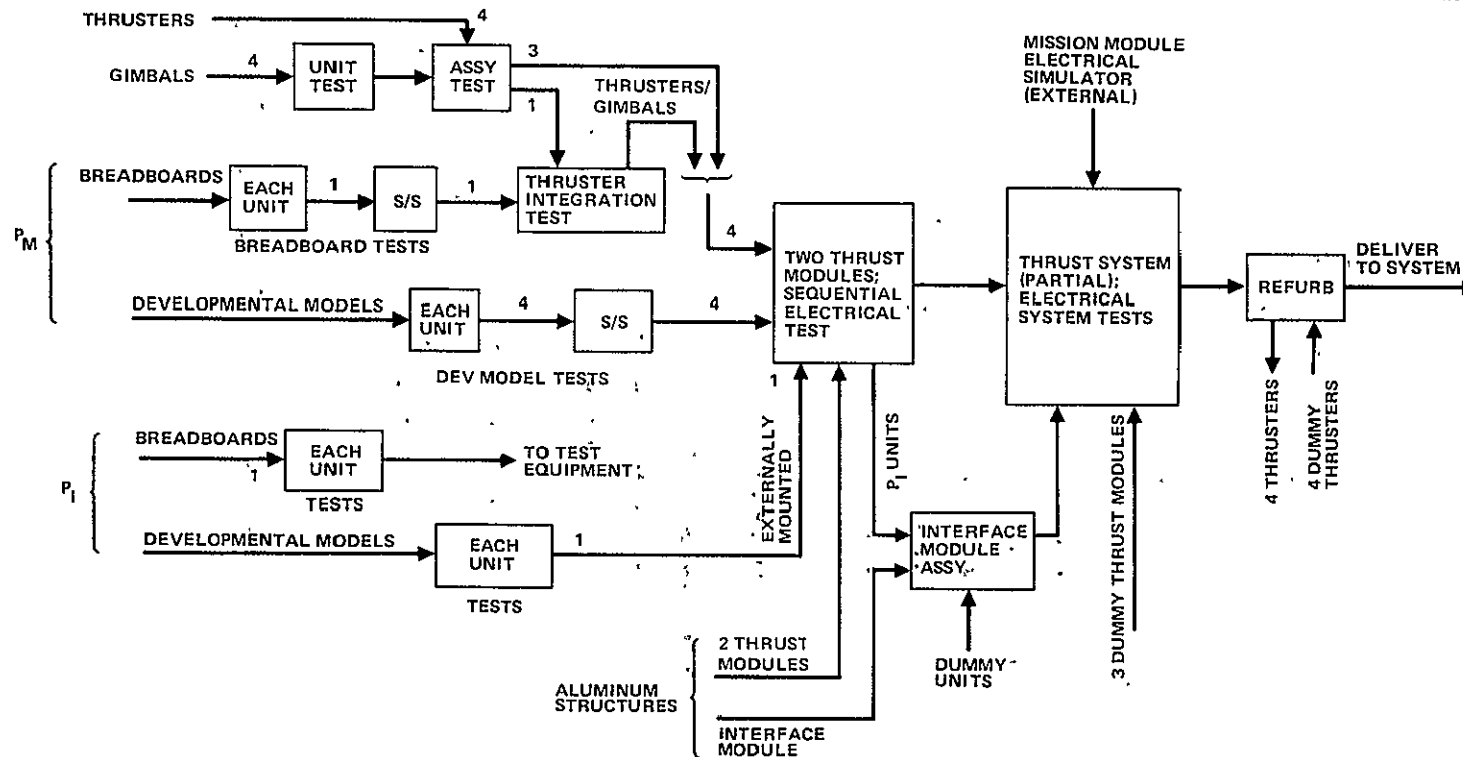 THRUSTERS
4
GIMBALS
4
UNIT
TEST
ASSY
TEST
3
1
THRUSTERS/
GIMBALS
MISSION MODULE
ELECTRICAL
SIMULATOR
(EXTERNAL)
PM
BREADBOARDS
EACH
UNIT
1
S/S
1
THRUSTER
INTEGRATION
TEST
BREADBOARD TESTS
4
DEVELOPMENTAL MODELS
EACH
UNIT
4
S/S
4
DEV MODEL TESTS
TWO THRUST
MODULES;
SEQUENTIAL
ELECTRICAL
TEST
THRUST SYSTEM
(PARTIAL);
ELECTRICAL
SYSTEM TESTS
REFURB
DELIVER
TO SYSTEM
4 THRUSTERS
4 DUMMY
THRUSTERS
PI
BREADBOARDS
1
EACH
UNIT
TESTS
TO TEST
EQUIPMENT
DEVELOPMENTAL MODELS
EACH
UNIT
1
TESTS
1
EXTERNALLY
MOUNTED
PI UNITS
INTERFACE
MODULE
ASSY
DUMMY
UNITS
3 DUMMY THRUST MODULES
ALUMINUM
STRUCTURES
2 THRUST
MODULES
INTERFACE
MODULE